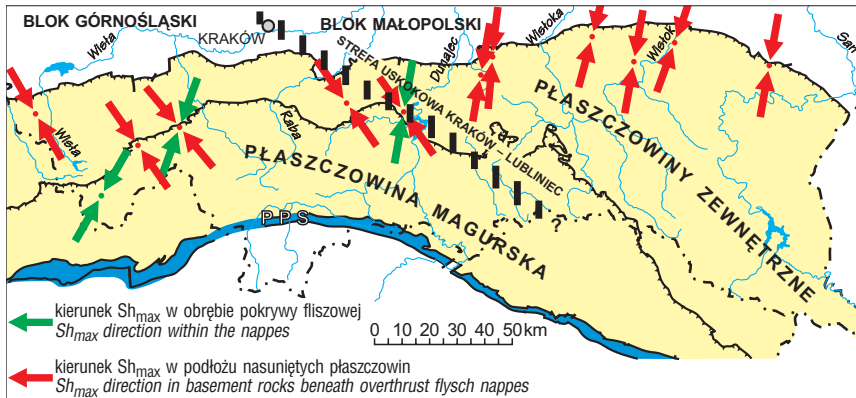 BLOK GÓRNOŚLĄSKI
BLOK MAŁOPOLSKI
KRAKÓW
Wisła
Dunajec
Wisłoka
Wisłok
San
STREFA USKOKOWA KRAKÓW – LUBLINIEC
PŁASZCZOWINY ZEWNĘTRZNE
P
Wisła
Raba
?
?
PŁASZCZOWINA MAGURSKA
PPS
?
kierunek Shmax w obrębie pokrywy fliszowej
Shmax direction within the nappes
0 10 20 30 40 50 km
kierunek Shmax w podłożu nasuniętych płaszczowin
Shmax direction in basement rocks beneath overthrust flysch nappes